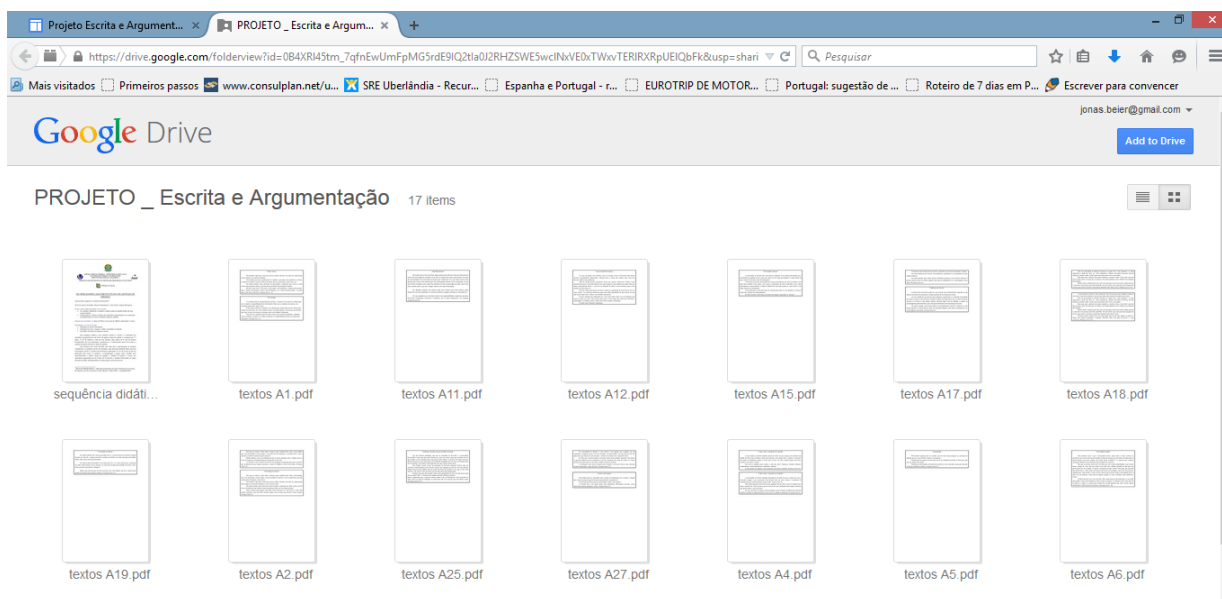 Projeto Escrita e Argument... ×
PROJETO _ Escrita e Argum... × +
https://drive.google.com/folderview?id=0B4XRl45tm_7qfnEwUmFpMG5rdE9IQ2tla0J2RHZSWE5wclNxVE0xTWxvTERIRXRpUElQbFk&usp=shari
Pesquisar
Mais visitados Primeiros passos www.consulplan.net/u... SRE Uberlândia - Recur... Espanha e Portugal - r... EUROTRIP DE MOTOR... Portugal: sugestão de ... Roteiro de 7 dias em P... Escrever para convencer
jonas.beier@gmail.com
Google Drive
Add to Drive
PROJETO _ Escrita e Argumentação 17 items
sequência didáti... textos A1.pdf textos A11.pdf textos A12.pdf textos A15.pdf textos A17.pdf textos A18.pdf
textos A19.pdf textos A2.pdf textos A25.pdf textos A27.pdf textos A4.pdf textos A5.pdf textos A6.pdf